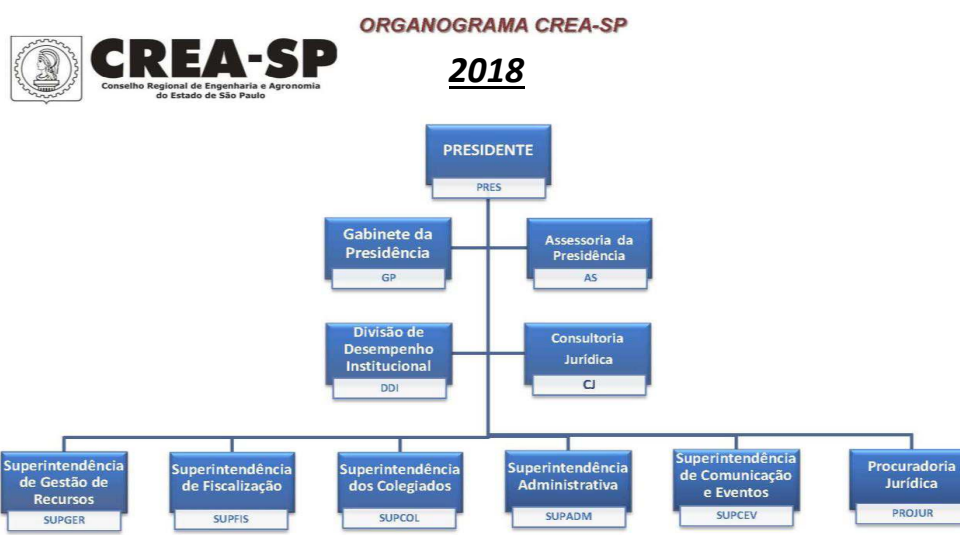 ORGANOGRAMA CREA-SP
CREA-SP
Conselho Regional de Engenharia e Agronomia
do Estado de São Paulo
2018
PRESIDENTE
PRES
Gabinete da
Presidência
GP
Assessoria da
Presidência
AS
Divisão de
Desempenho
Institucional
DDI
Consultoria
Jurídica
CJ
Superintendência
de Gestão de
Recursos
SUPGER
Superintendência
de Fiscalização
SUPFIS
Superintendência
dos Colegiados
SUPCOL
Superintendência
Administrativa
SUPADM
Superintendência
de Comunicação
e Eventos
SUPCEV
Procuradoria
Jurídica
PROJUR